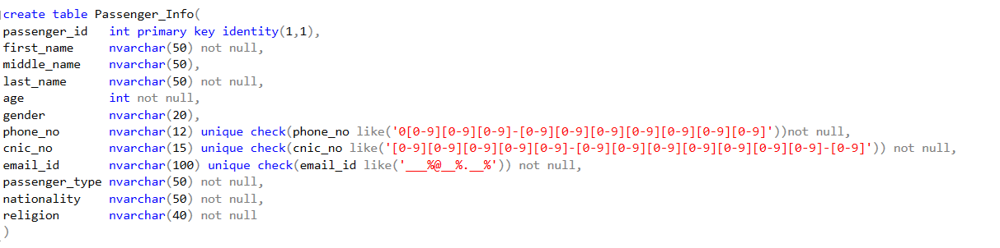 create table Passenger_Info(
passenger_id int primary key identity(1,1),
first_name nvarchar(50) not null,
middle_name nvarchar(50),
last_name nvarchar(50) not null,
age int not null,
gender nvarchar(20),
phone_no nvarchar(12) unique check(phone_no like('0[0-9][0-9][0-9]-[0-9][0-9][0-9][0-9][0-9][0-9][0-9]'))not null,
cnic_no nvarchar(15) unique check(cnic_no like('[0-9][0-9][0-9][0-9][0-9]-[0-9][0-9][0-9][0-9][0-9][0-9][0-9]-[0-9]')) not null,
email_id nvarchar(100) unique check(email_id like('___%@__%.__%')) not null,
passenger_type nvarchar(50) not null,
nationality nvarchar(50) not null,
religion nvarchar(40) not null
)